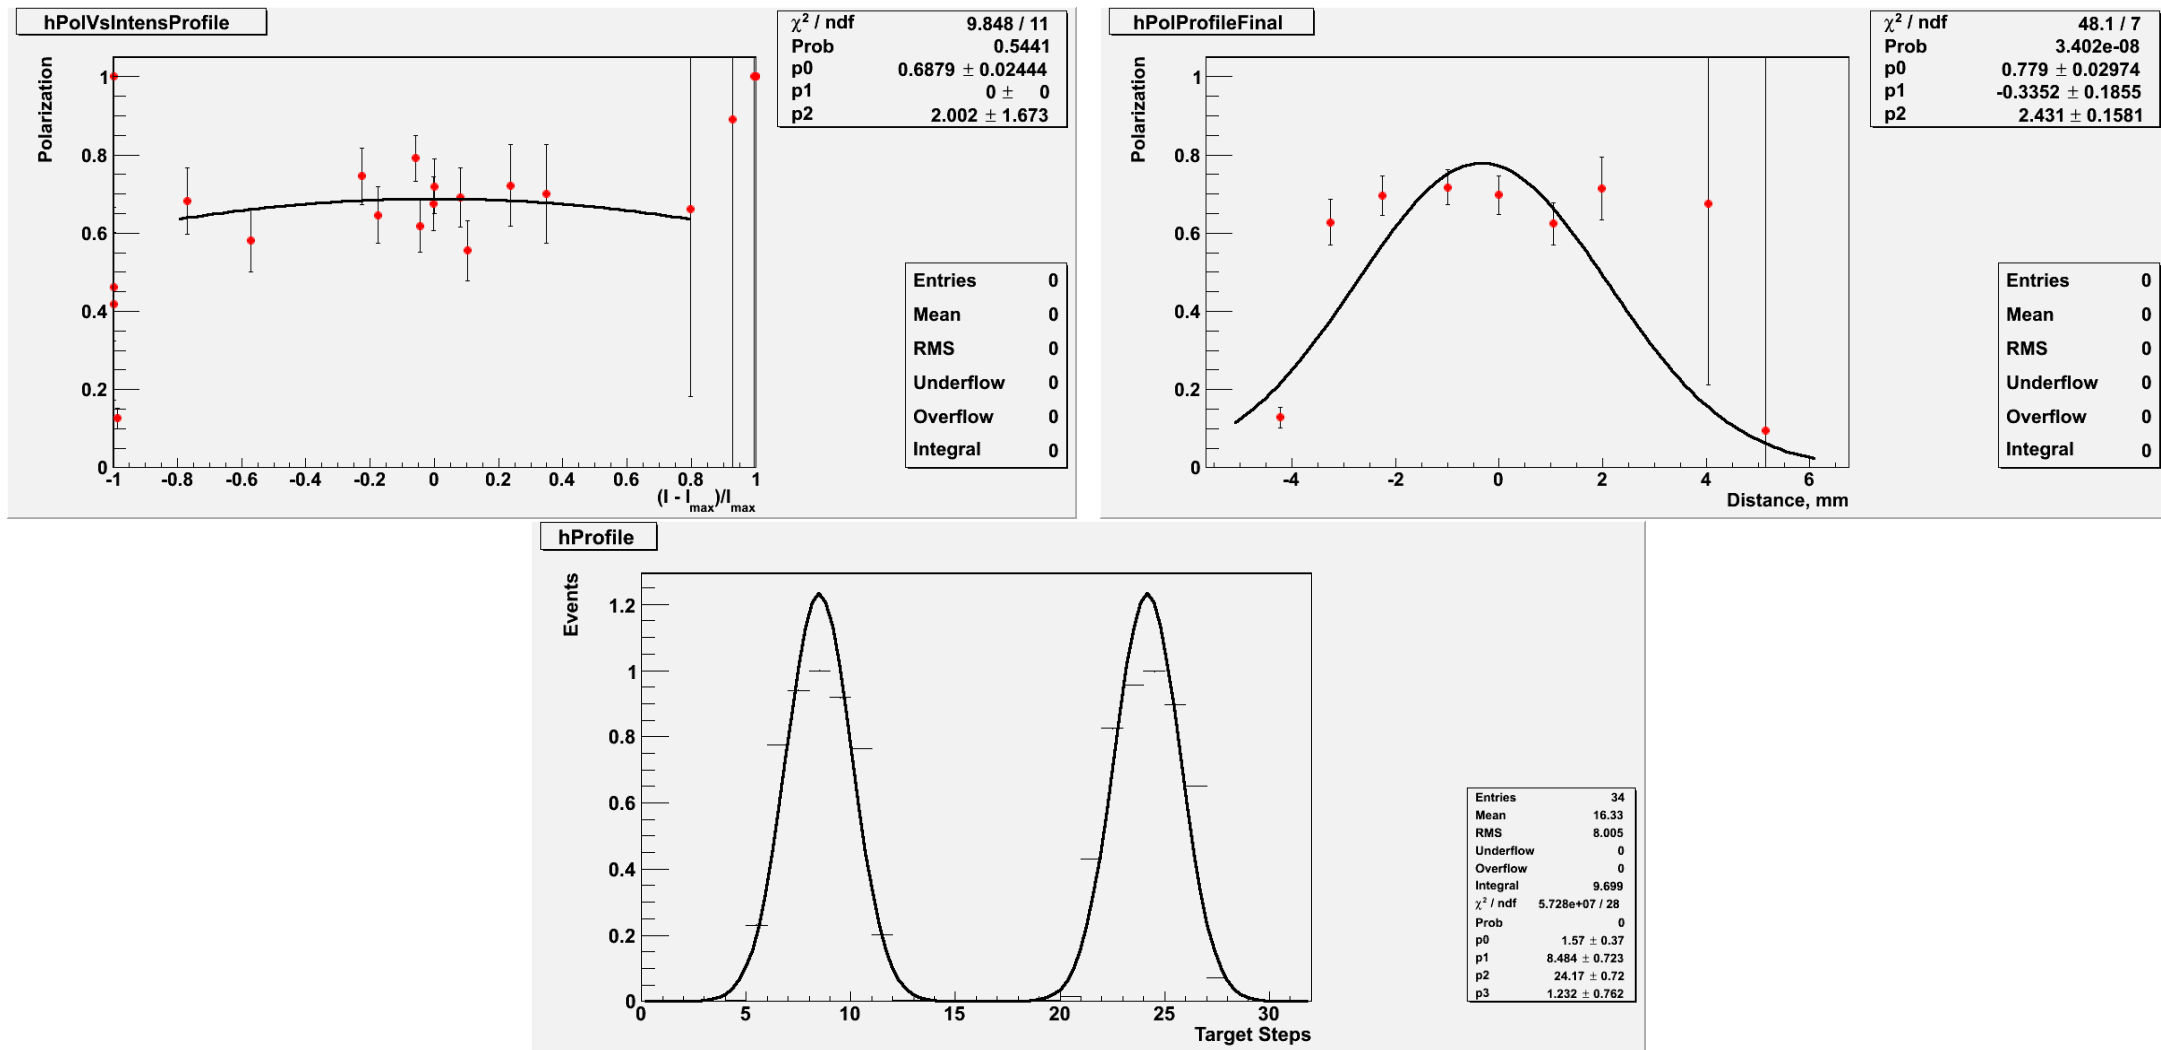 hPolVsIntensProfile
χ² / ndf 9.848 / 11
Prob 0.5441
p0 0.6879 ± 0.02444
p1 0 ± 0
p2 2.002 ± 1.673
Polarization
1
0.8
0.6
0.4
0.2
0
-1 -0.8 -0.6 -0.4 -0.2 0 0.2 0.4 0.6 0.8 1
(I - Imax)/Imax
Entries 0
Mean 0
RMS 0
Underflow 0
Overflow 0
Integral 0
hPolProfileFinal
χ² / ndf 48.1 / 7
Prob 3.402e-08
p0 0.779 ± 0.02974
p1 -0.3352 ± 0.1855
p2 2.431 ± 0.1581
Polarization
1
0.8
0.6
0.4
0.2
0
-4 -2 0 2 4 6
Distance, mm
Entries 0
Mean 0
RMS 0
Underflow 0
Overflow 0
Integral 0
hProfile
Events
1.2
1
0.8
0.6
0.4
0.2
0
0 5 10 15 20 25 30
Target Steps
Entries 34
Mean 16.33
RMS 8.005
Underflow 0
Overflow 0
Integral 9.699
χ² / ndf 5.728e+07 / 28
Prob 0
p0 1.57 ± 0.37
p1 8.484 ± 0.723
p2 24.17 ± 0.72
p3 1.232 ± 0.762